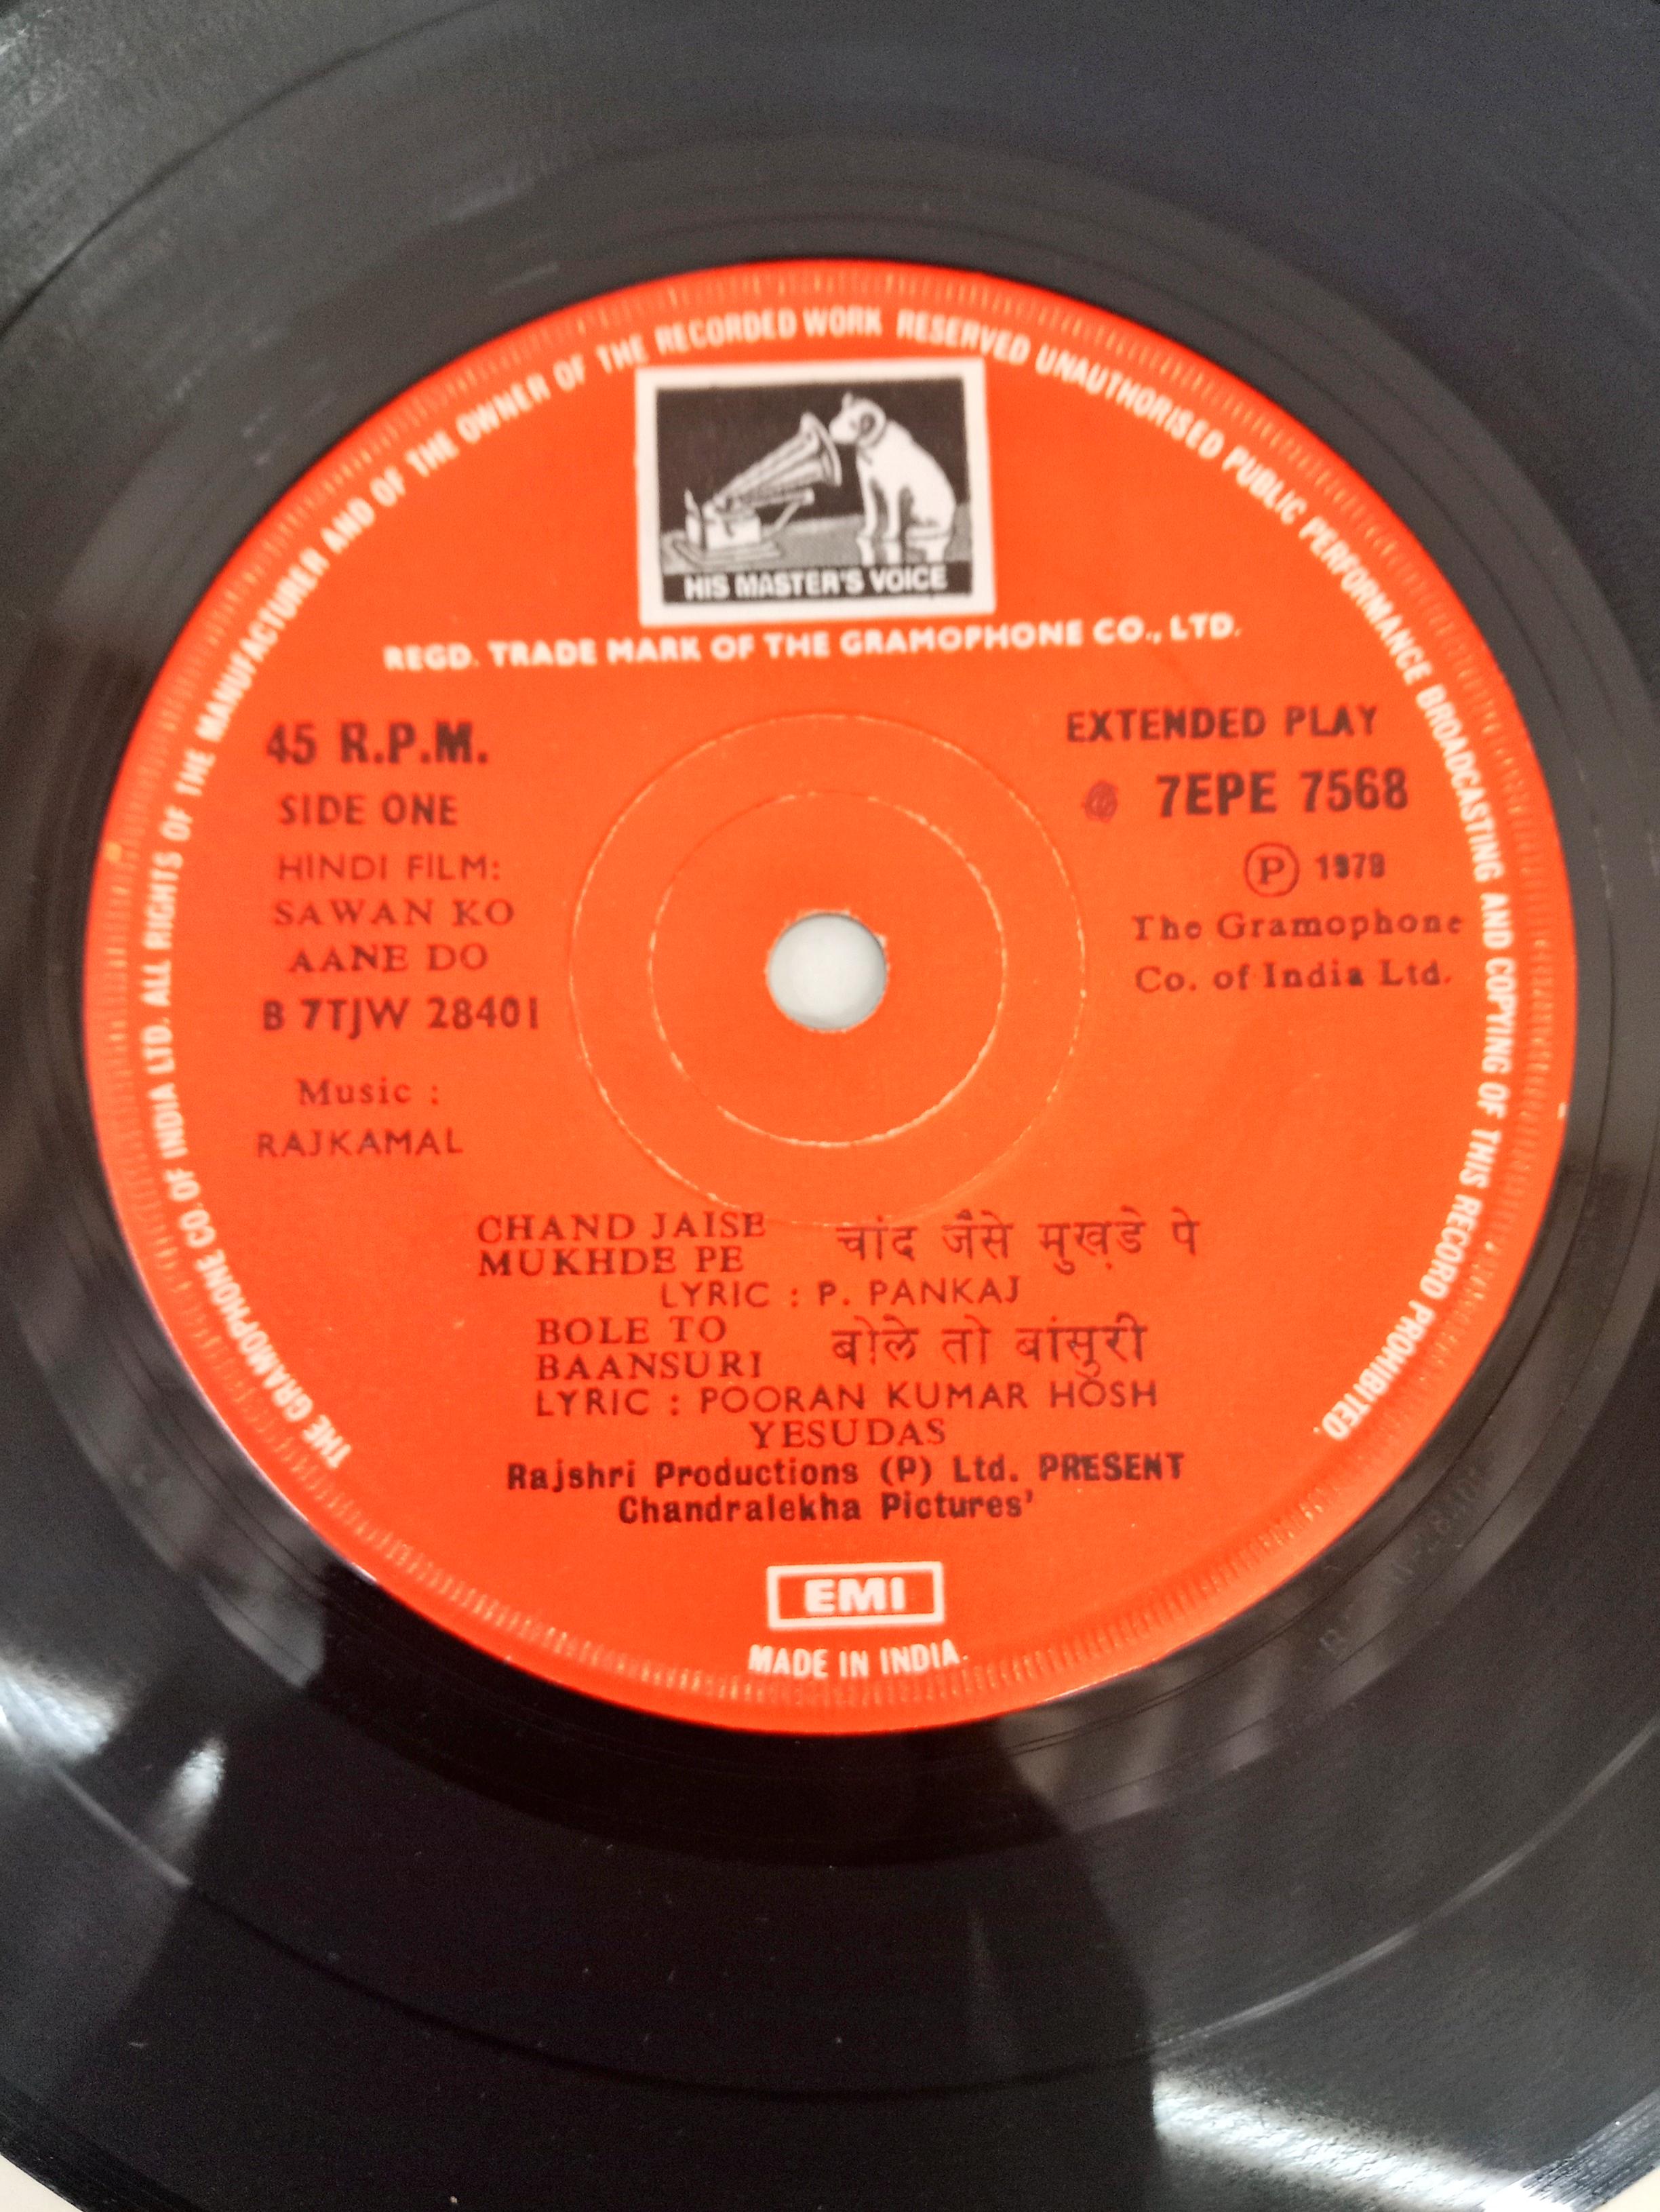 THE GRAMOPHONE CO. OF INDIA LTD. ALL RIGHTS OF THE MANUFACTURER AND OF THE OWNER OF THE RECORDED WORK RESERVED UNAUTHORISED PUBLIC PERFORMANCE BROADCASTING AND COPYING OF THIS RECORD PROHIBITED.
HIS MASTER'S VOICE
REGD. TRADE MARK OF THE GRAMOPHONE CO., LTD.
45 R.P.M.
SIDE ONE
HINDI FILM:
SAWAN KO
AANE DO
B 7TJW 28401
Music :
RAJKAMAL
EXTENDED PLAY
7EPE 7568
Ⓟ 1979
The Gramophone
Co. of India Ltd.
CHAND JAISE
MUKHDE PE
चांद जैसे मुख़डे पे
LYRIC : P. PANKAJ
BOLE TO
BAANSURI
बोले तो बांसुरी
LYRIC : POORAN KUMAR HOSH
YESUDAS
Rajshri Productions (P) Ltd. PRESENT
Chandralekha Pictures'
EMI
MADE IN INDIA.